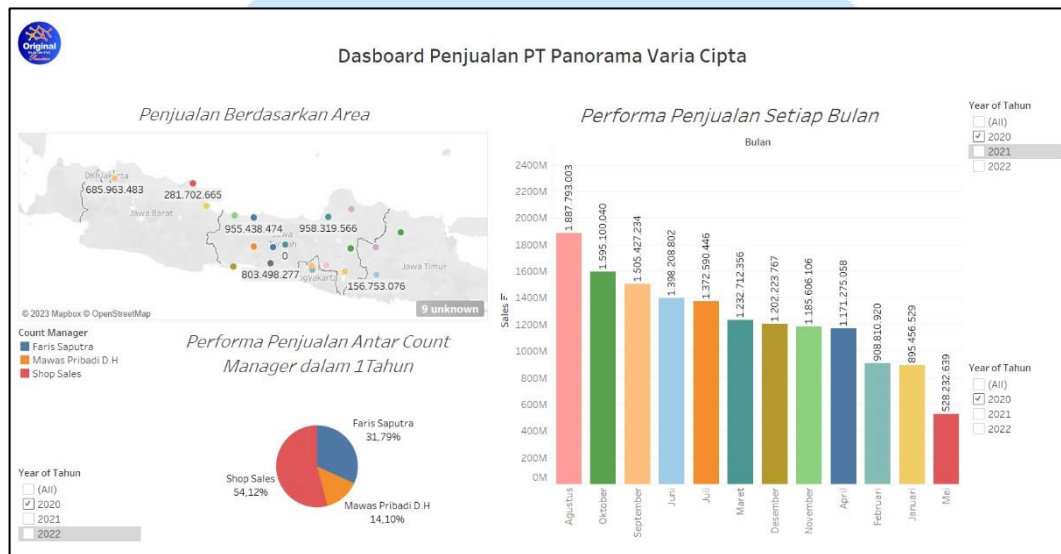 Original
Dasboard Penjualan PT Panorama Varia Cipta
Penjualan Berdasarkan Area
DKI Jakarta
685.963.483
281.702.665
Jawa Barat
955.438.474
958.319.566
0
803.498.277
Jawa Timur
156.753.076
© 2023 Mapbox © OpenStreetMap
9 unknown
Count Manager
Faris Saputra
Mawas Pribadi D.H
Shop Sales
Performa Penjualan Antar Count
Manager dalam 1Tahun
Faris Saputra
31,79%
Shop Sales
54,12%
Mawas Pribadi D.H
14,10%
Year of Tahun
(All)
2020
2021
2022
Performa Penjualan Setiap Bulan
Bulan
Sales
2400M
2200M
2000M
1800M
1600M
1400M
1200M
1000M
800M
600M
400M
200M
0M
1.887.793.003
1.595.100.040
1.505.427.234
1.398.208.802
1.372.590.446
1.232.712.356
1.202.223.767
1.185.606.106
1.171.275.058
908.810.920
895.456.529
528.232.639
Agustus
Oktober
September
Juni
Juli
Maret
Desember
November
April
Februari
Januari
Mei
Year of Tahun
(All)
2020
2021
2022
Year of Tahun
(All)
2020
2021
2022